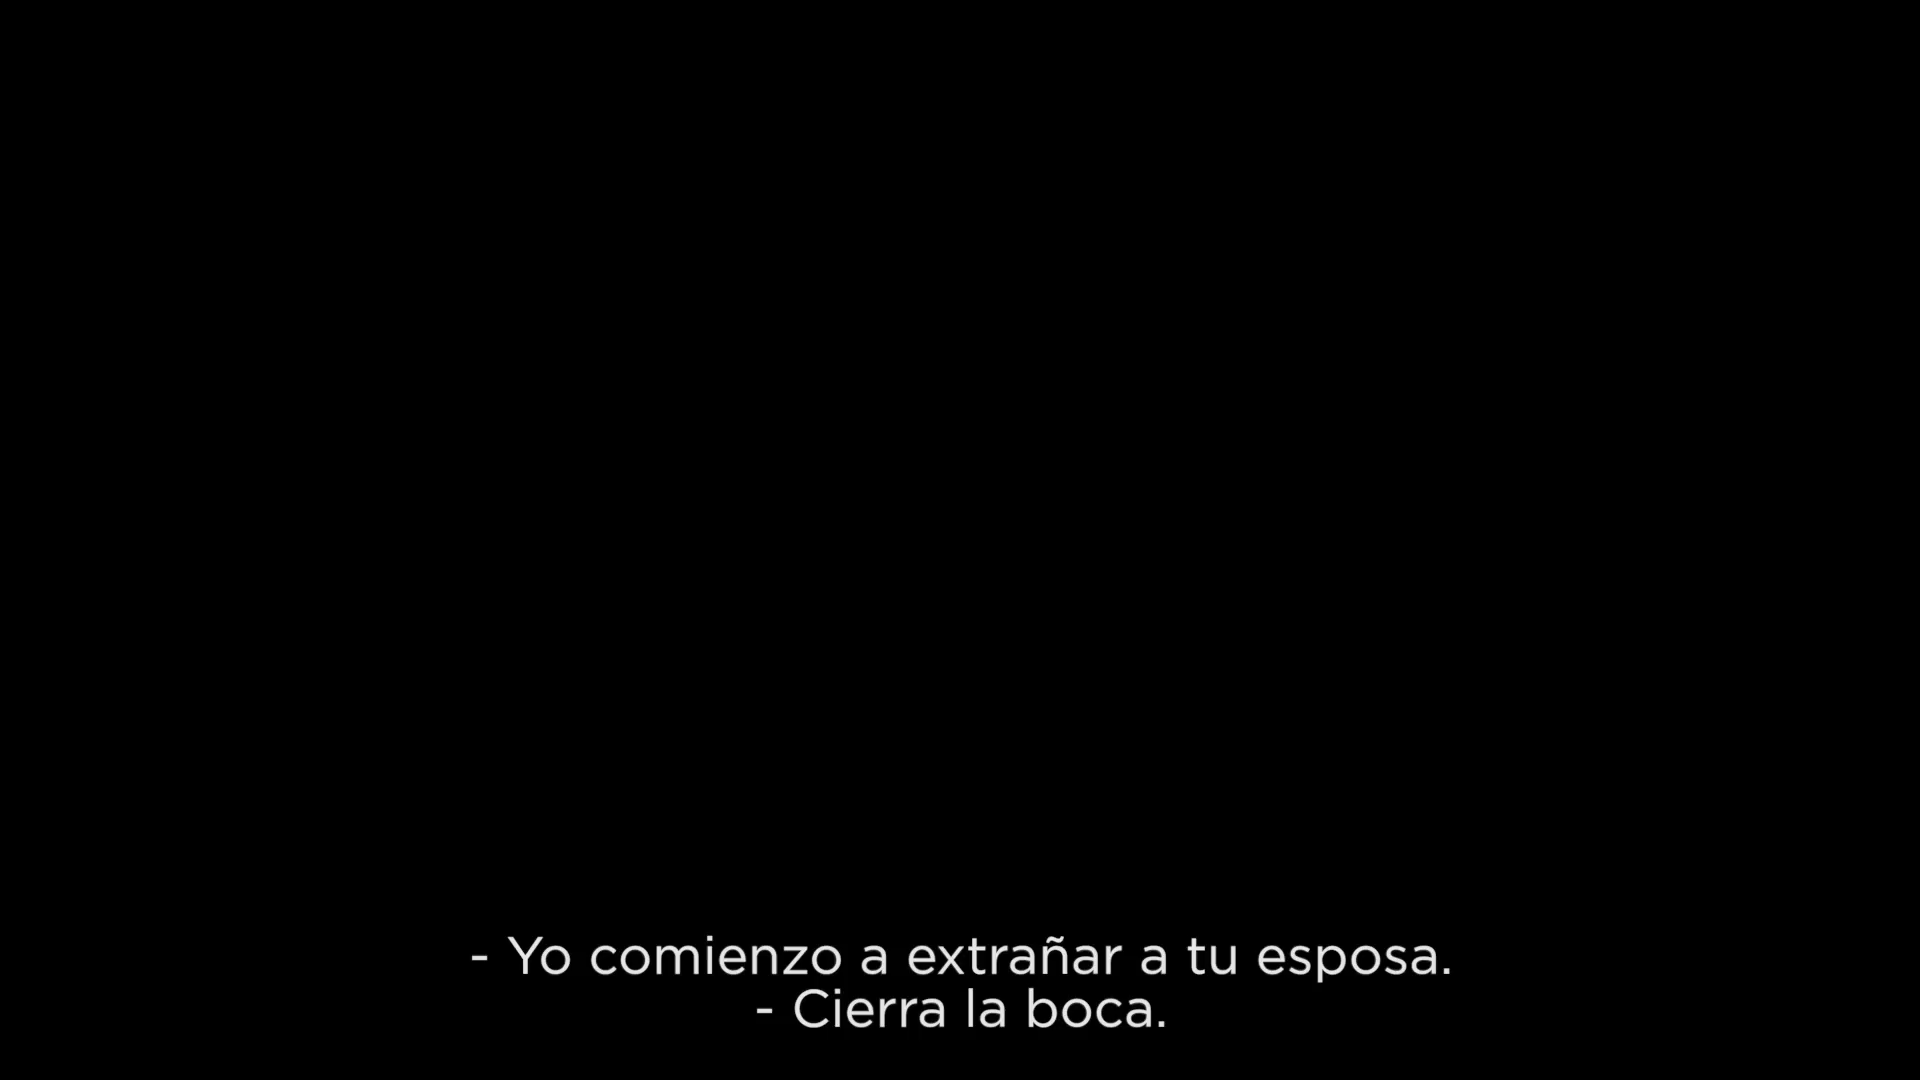 - Yo comienzo a extrañar a tu esposa.
- Cierra la boca.